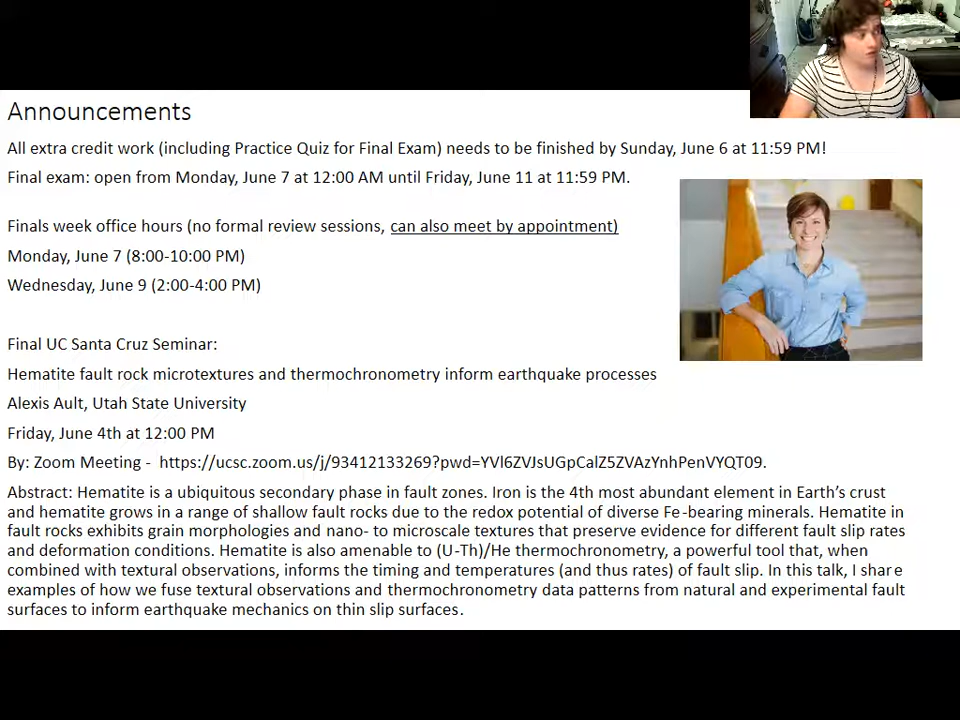 Announcements
All extra credit work (including Practice Quiz for Final Exam) needs to be finished by Sunday, June 6 at 11:59 PM!
Final exam: open from Monday, June 7 at 12:00 AM until Friday, June 11 at 11:59 PM.
Finals week office hours (no formal review sessions, can also meet by appointment)
Monday, June 7 (8:00-10:00 PM)
Wednesday, June 9 (2:00-4:00 PM)
Final UC Santa Cruz Seminar:
Hematite fault rock microtextures and thermochronometry inform earthquake processes
Alexis Ault, Utah State University
Friday, June 4th at 12:00 PM
By: Zoom Meeting - https://ucsc.zoom.us/j/93412133269?pwd=YVl6ZVJsUGpCalZ5ZVAzYnhPenVYQT09.
Abstract: Hematite is a ubiquitous secondary phase in fault zones. Iron is the 4th most abundant element in Earth's crust
and hematite grows in a range of shallow fault rocks due to the redox potential of diverse Fe-bearing minerals. Hematite in
fault rocks exhibits grain morphologies and nano- to microscale textures that preserve evidence for different fault slip rates
and deformation conditions. Hematite is also amenable to (U-Th)/He thermochronometry, a powerful tool that, when
combined with textural observations, informs the timing and temperatures (and thus rates) of fault slip. In this talk, I share
examples of how we fuse textural observations and thermochronometry data patterns from natural and experimental fault
surfaces to inform earthquake mechanics on thin slip surfaces.